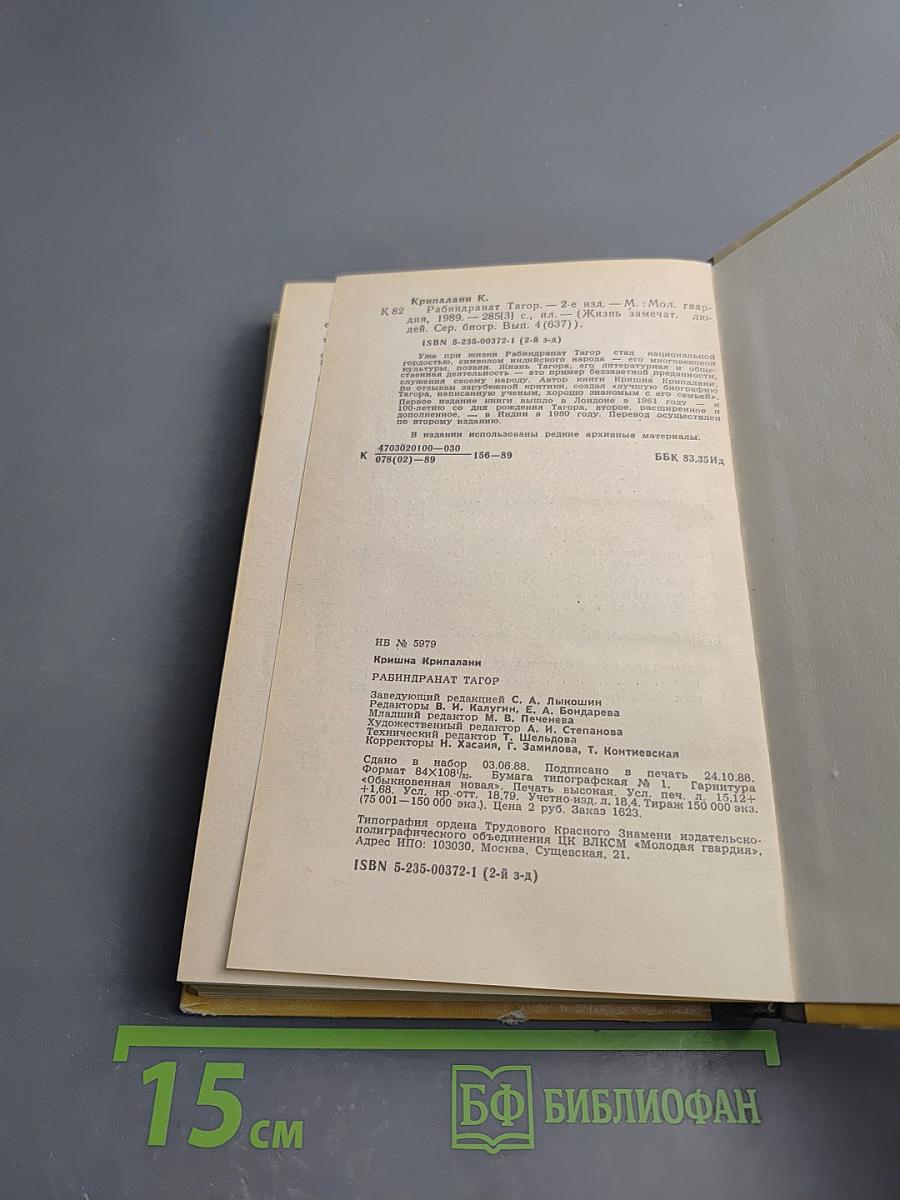 Крипалани К.
К 82 Рабиндранат Тагор. — 2-е изд. — М. : Мол. гвар-
дия, 1989. — 285[3] с., ил. — (Жизнь замечат. лю-
дей. Сер. биогр. Вып. 4 (637)).
ISBN 5-235-00372-1 (2-й з-д)
Уже при жизни Рабиндранат Тагор стал национальной
гордостью, символом индийского народа — его многовековой
культуры, поэзии. Жизнь Тагора, его литературная и обще-
ственная деятельность — это пример беззаветной преданности,
служения своему народу. Автор книги Кришна Крипалани,
по отзывам зарубежной критики, создал «лучшую биографию
Тагора, написанную ученым, хорошо знакомым с его семьей».
Первое издание книги вышло в Лондоне в 1961 году — к
100-летию со дня рождения Тагора, второе, расширенное и
дополненное, — в Индии в 1980 году. Перевод осуществлен
по второму изданию.
В издании использованы редкие архивные материалы.
К 4703020100—030
078(02)—89 156—89 ББК 83.35Ид
ИБ № 5979
Кришна Крипалани
РАБИНДРАНАТ ТАГОР
Заведующий редакцией С. А. Лыкошин
Редакторы В. И. Калугин, Е. А. Бондарева
Младший редактор М. В. Печенева
Художественный редактор А. И. Степанова
Технический редактор Т. Шельдова
Корректоры Н. Хасаия, Г. Замилова, Т. Контиевская
Сдано в набор 03.06.88. Подписано в печать 24.10.88.
Формат 84×108¹/₃₂. Бумага типографская № 1. Гарнитура
«Обыкновенная новая». Печать высокая. Усл. печ. л. 15,12+
+1,68. Усл. кр.-отт. 18,79. Учетно-изд. л. 18,4. Тираж 150 000 экз.
(75 001—150 000 экз.). Цена 2 руб. Заказ 1623.
Типография ордена Трудового Красного Знамени издательско-
полиграфического объединения ЦК ВЛКСМ «Молодая гвардия».
Адрес ИПО: 103030, Москва, Сущевская, 21.
ISBN 5-235-00372-1 (2-й з-д)
15 см
БФ БИБЛИОФАН